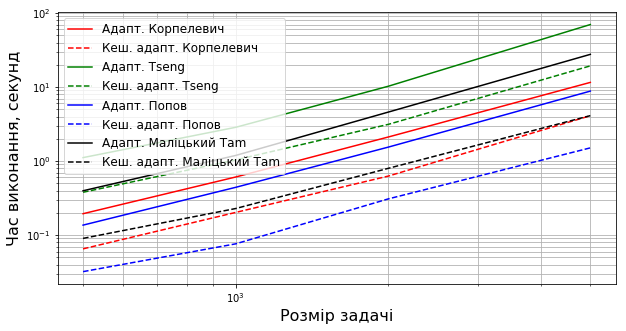 10²
10¹
10⁰
10⁻¹
Час виконання, секунд
Адапт. Корпелевич
Кеш. адапт. Корпелевич
Адапт. Tseng
Кеш. адапт. Tseng
Адапт. Попов
Кеш. адапт. Попов
Адапт. Маліцький Tam
Кеш. адапт. Маліцький Tam
10³
Розмір задачі